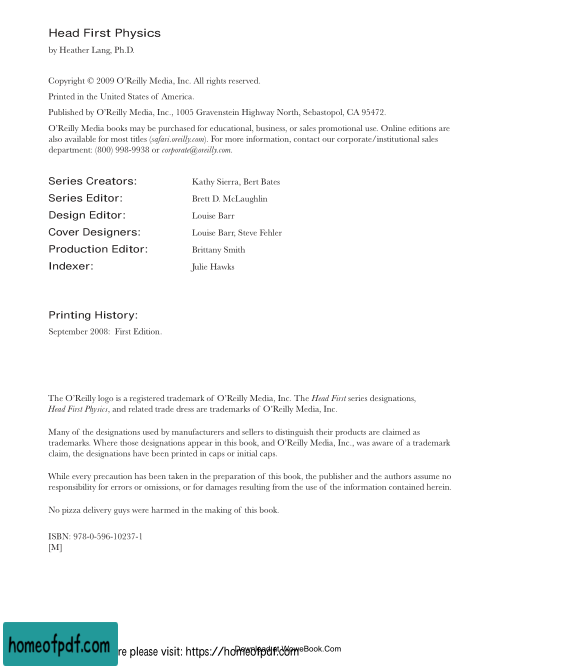 Head First Physics
by Heather Lang, Ph.D.
Copyright © 2009 O'Reilly Media, Inc. All rights reserved.
Printed in the United States of America.
Published by O'Reilly Media, Inc., 1005 Gravenstein Highway North, Sebastopol, CA 95472.
O'Reilly Media books may be purchased for educational, business, or sales promotional use. Online editions are
also available for most titles (safari.oreilly.com). For more information, contact our corporate/institutional sales
department: (800) 998-9938 or corporate@oreilly.com.
Series Creators: Kathy Sierra, Bert Bates
Series Editor: Brett D. McLaughlin
Design Editor: Louise Barr
Cover Designers: Louise Barr, Steve Fehler
Production Editor: Brittany Smith
Indexer: Julie Hawks
Printing History:
September 2008: First Edition.
The O'Reilly logo is a registered trademark of O'Reilly Media, Inc. The Head First series designations,
Head First Physics, and related trade dress are trademarks of O'Reilly Media, Inc.
Many of the designations used by manufacturers and sellers to distinguish their products are claimed as
trademarks. Where those designations appear in this book, and O'Reilly Media, Inc., was aware of a trademark
claim, the designations have been printed in caps or initial caps.
While every precaution has been taken in the preparation of this book, the publisher and the authors assume no
responsibility for errors or omissions, or for damages resulting from the use of the information contained herein.
No pizza delivery guys were harmed in the making of this book.
ISBN: 978-0-596-10237-1
[M]
homeofpdf.com
re please visit: https://homeofpdf.com